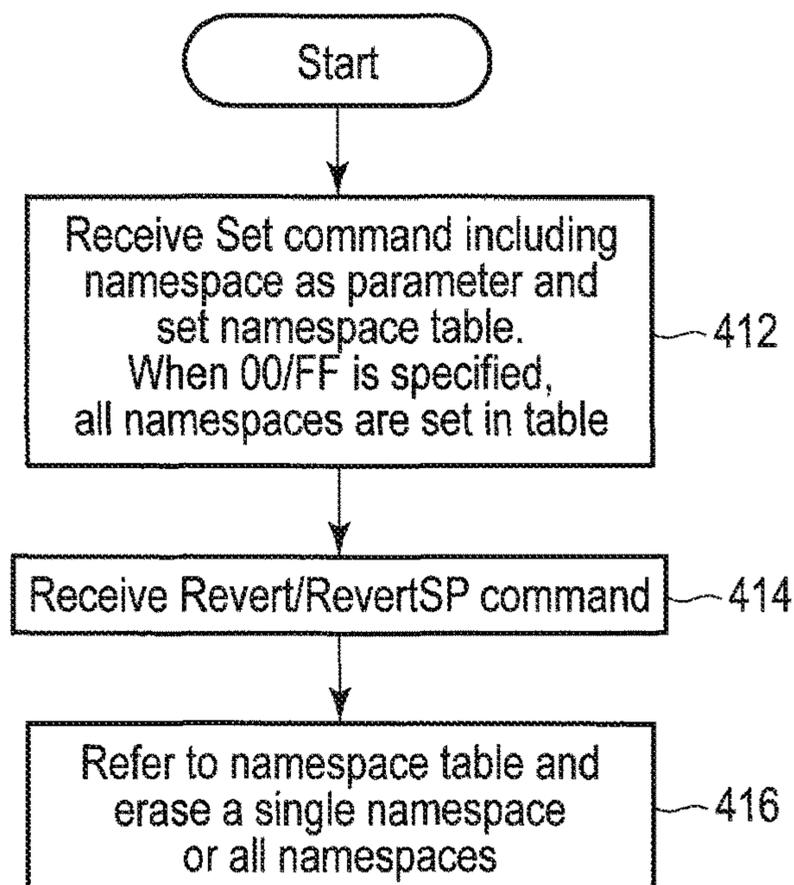 Start
Receive Set command including
namespace as parameter and
set namespace table.
When 00/FF is specified,
all namespaces are set in table
412
Receive Revert/RevertSP command
414
Refer to namespace table and
erase a single namespace
or all namespaces
416